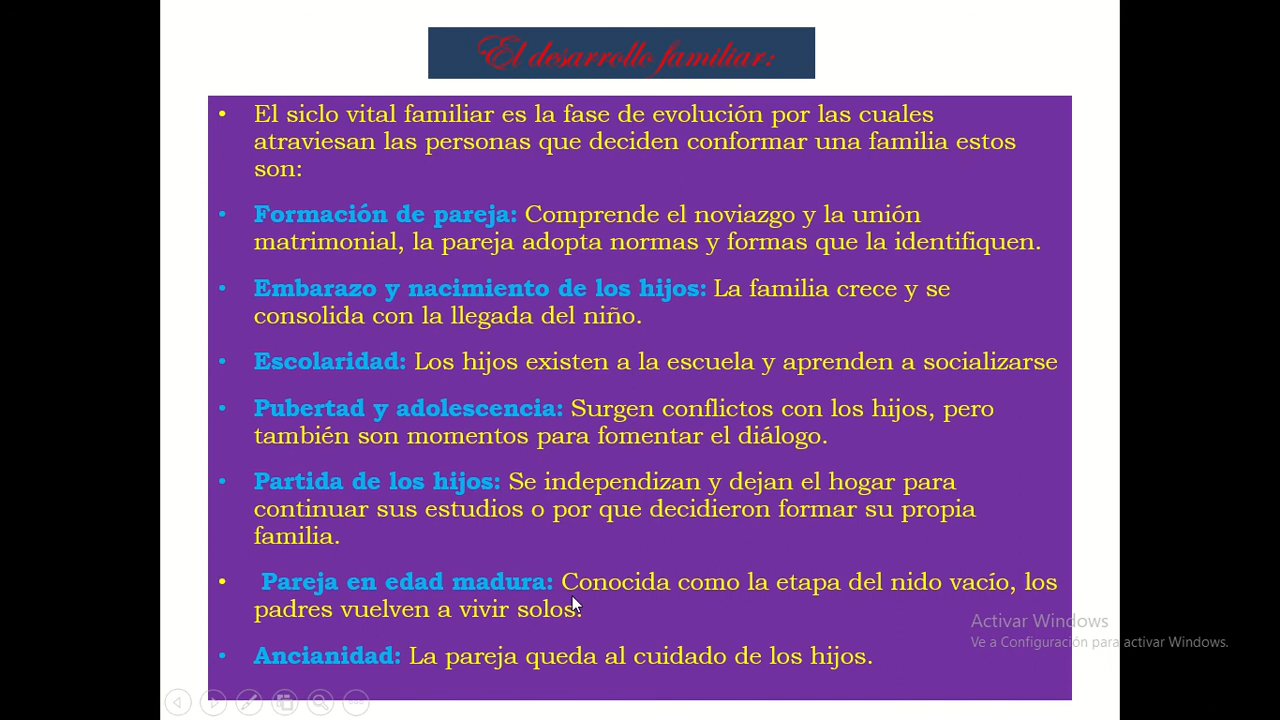 El desarrollo familiar:
• El siclo vital familiar es la fase de evolución por las cuales
atraviesan las personas que deciden conformar una familia estos
son:
• Formación de pareja: Comprende el noviazgo y la unión
matrimonial, la pareja adopta normas y formas que la identifiquen.
• Embarazo y nacimiento de los hijos: La familia crece y se
consolida con la llegada del niño.
• Escolaridad: Los hijos existen a la escuela y aprenden a socializarse
• Pubertad y adolescencia: Surgen conflictos con los hijos, pero
también son momentos para fomentar el diálogo.
• Partida de los hijos: Se independizan y dejan el hogar para
continuar sus estudios o por que decidieron formar su propia
familia.
• Pareja en edad madura: Conocida como la etapa del nido vacío, los
padres vuelven a vivir solos.
• Ancianidad: La pareja queda al cuidado de los hijos.
Activar Windows
Ve a Configuración para activar Windows.